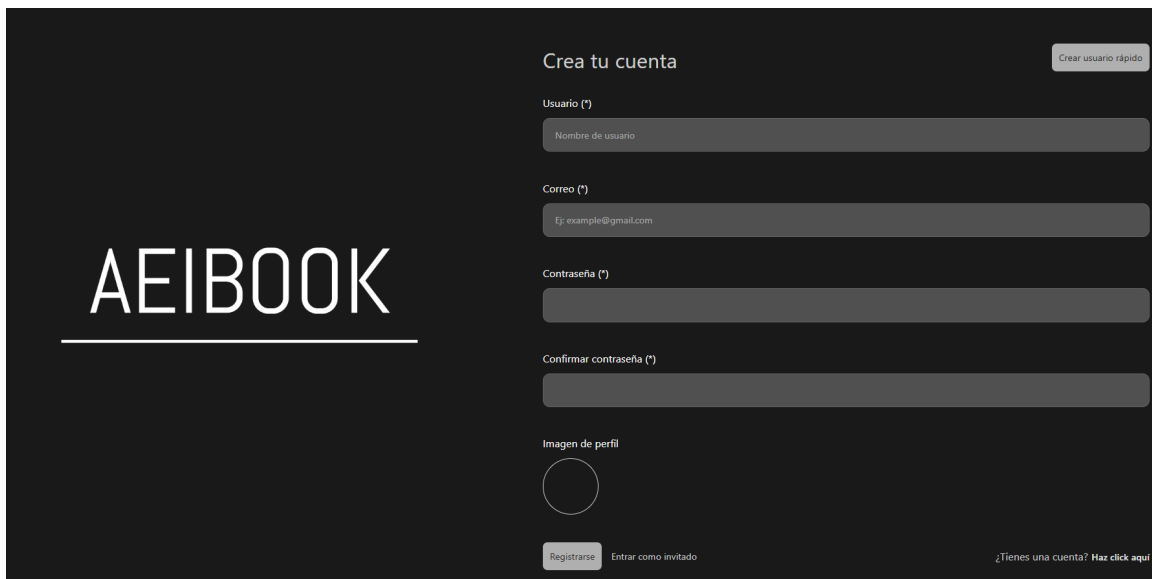 AEIBOOK
Crea tu cuenta
Crear usuario rápido
Usuario (*)
Nombre de usuario
Correo (*)
Ej: example@gmail.com
Contraseña (*)
Confirmar contraseña (*)
Imagen de perfil
Registrarse
Entrar como invitado
¿Tienes una cuenta? Haz click aquí